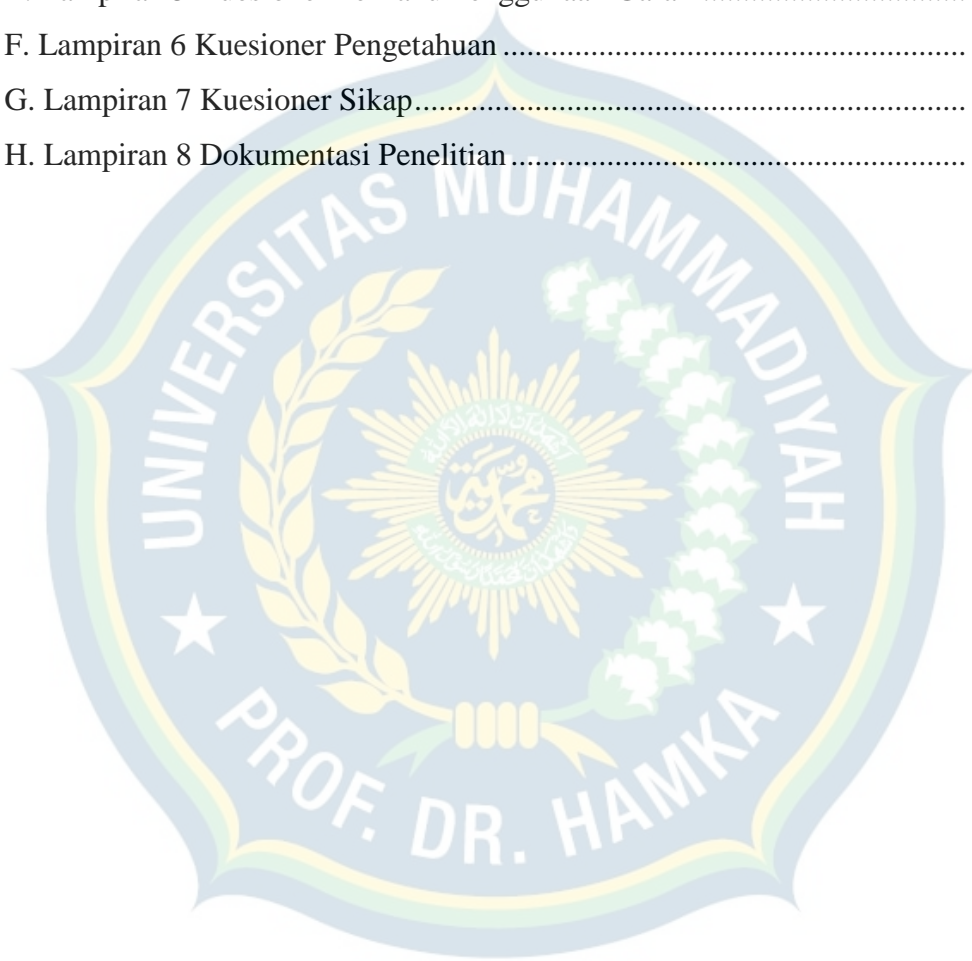 F. Lampiran 6 Kuesioner Pengetahuan ........................................................
G. Lampiran 7 Kuesioner Sikap...................................................................
H. Lampiran 8 Dokumentasi Penelitian .......................................................
UNIVERSITAS MUHAMMADIYAH
PROF. DR. HAMKA